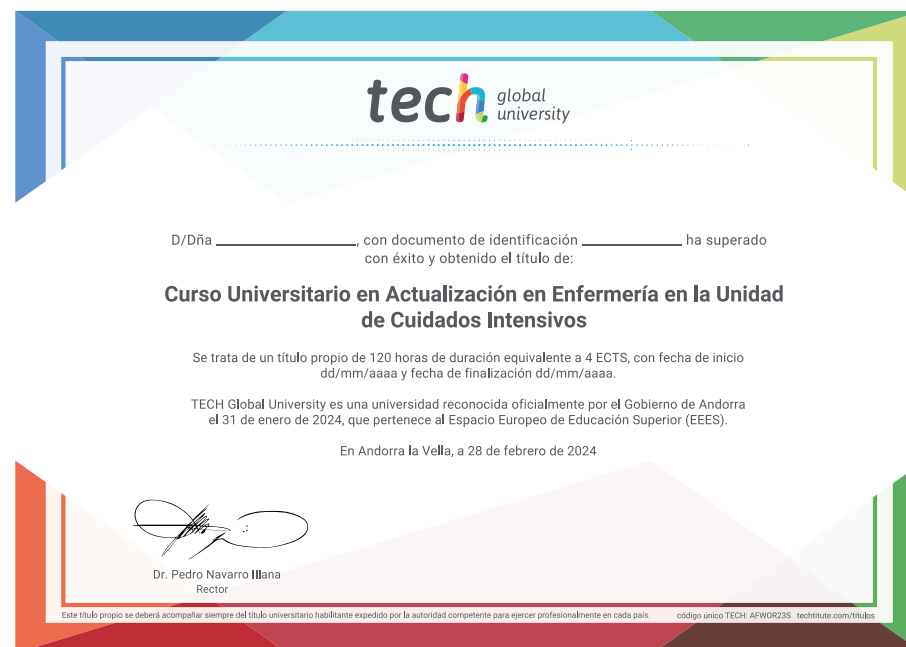 tech global university
D/Dña ____________, con documento de identificación ____________ ha superado
con éxito y obtenido el título de:
Curso Universitario en Actualización en Enfermería en la Unidad
de Cuidados Intensivos
Se trata de un título propio de 120 horas de duración equivalente a 4 ECTS, con fecha de inicio
dd/mm/aaaa y fecha de finalización dd/mm/aaaa.
TECH Global University es una universidad reconocida oficialmente por el Gobierno de Andorra
el 31 de enero de 2024, que pertenece al Espacio Europeo de Educación Superior (EEES).
En Andorra la Vella, a 28 de febrero de 2024
Dr. Pedro Navarro Illana
Rector
Este título propio se deberá acompañar siempre del título universitario habilitante expedido por la autoridad competente para ejercer profesionalmente en cada país. código único TECH: AFWOR23S techtitute.com/titulos